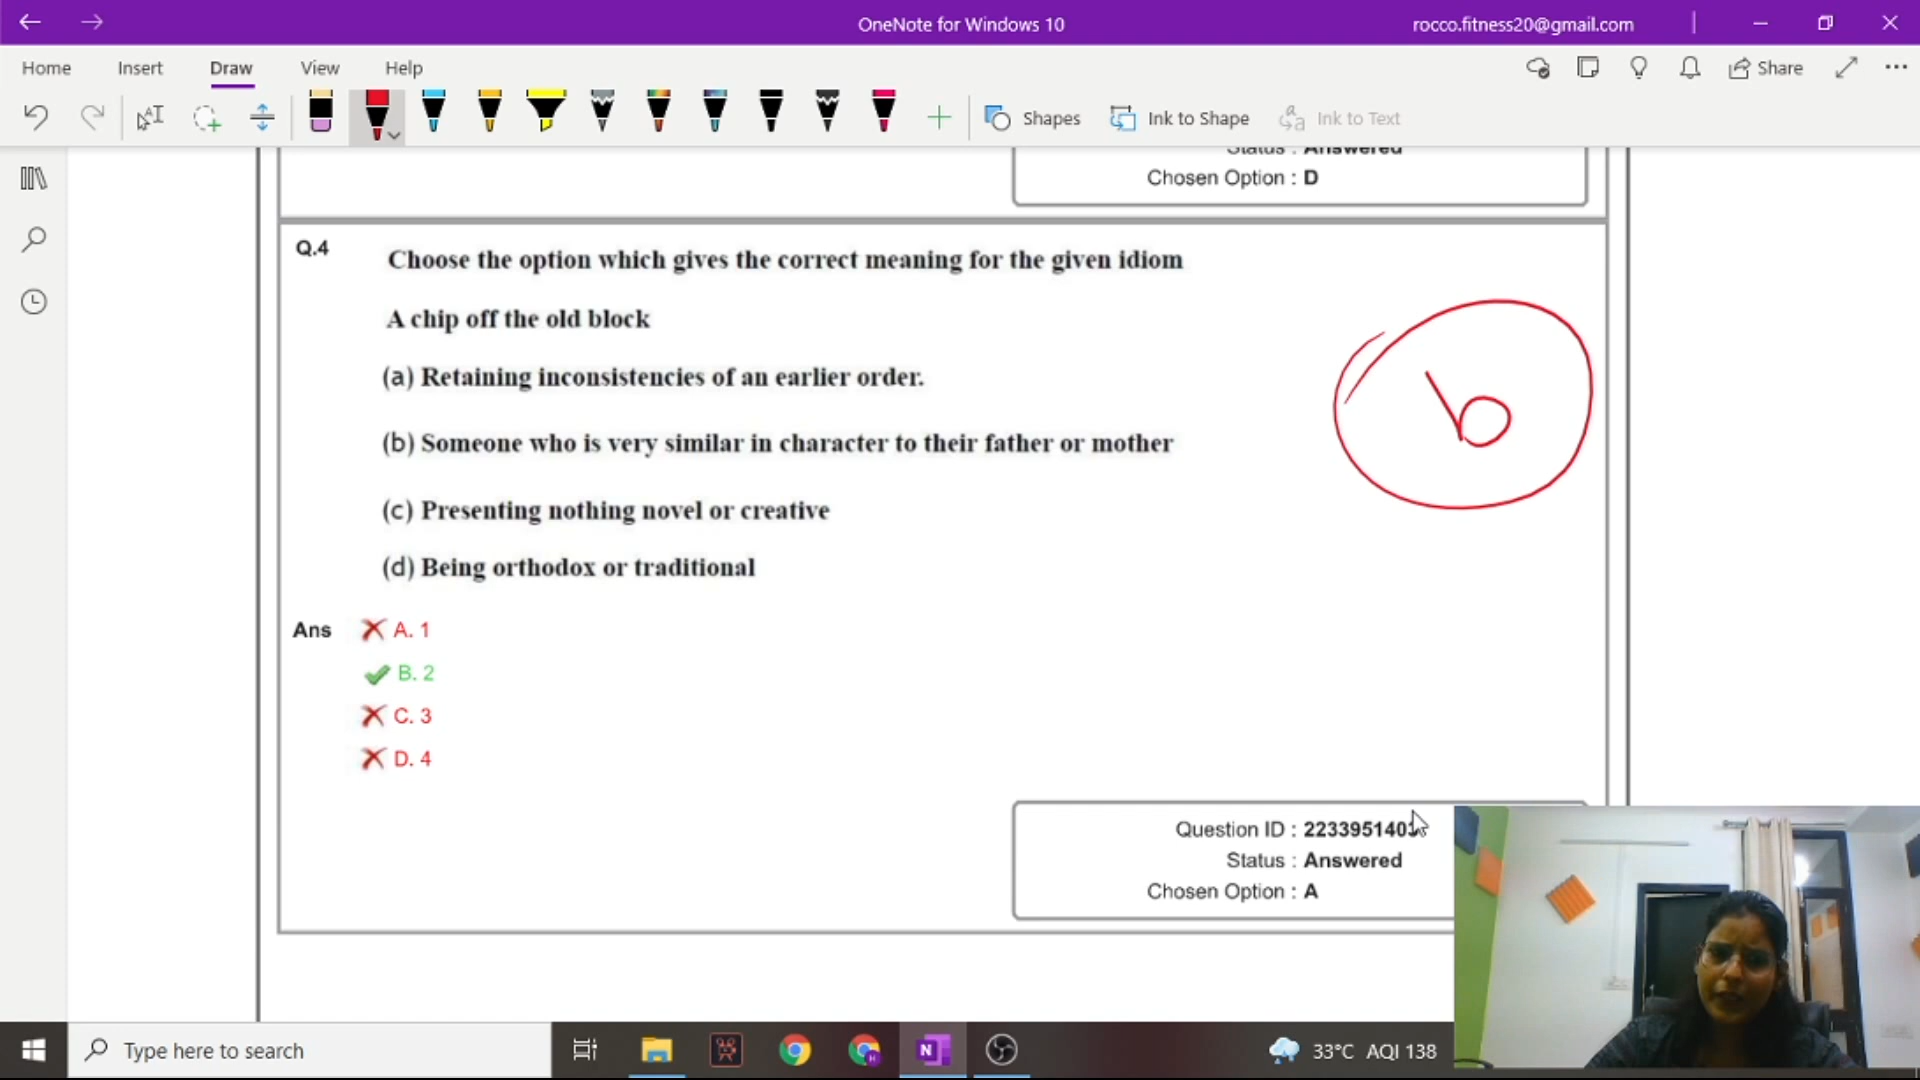 OneNote for Windows 10
rocco.fitness20@gmail.com
Home Insert Draw View Help
Share
Shapes Ink to Shape Ink to Text
Status : Answered
Chosen Option : D
Q.4 Choose the option which gives the correct meaning for the given idiom
A chip off the old block
(a) Retaining inconsistencies of an earlier order.
(b) Someone who is very similar in character to their father or mother
(c) Presenting nothing novel or creative
(d) Being orthodox or traditional
b
Ans A. 1
B. 2
C. 3
D. 4
Question ID :
Status : Answered
Chosen Option : A
Type here to search
33°C AQI 138